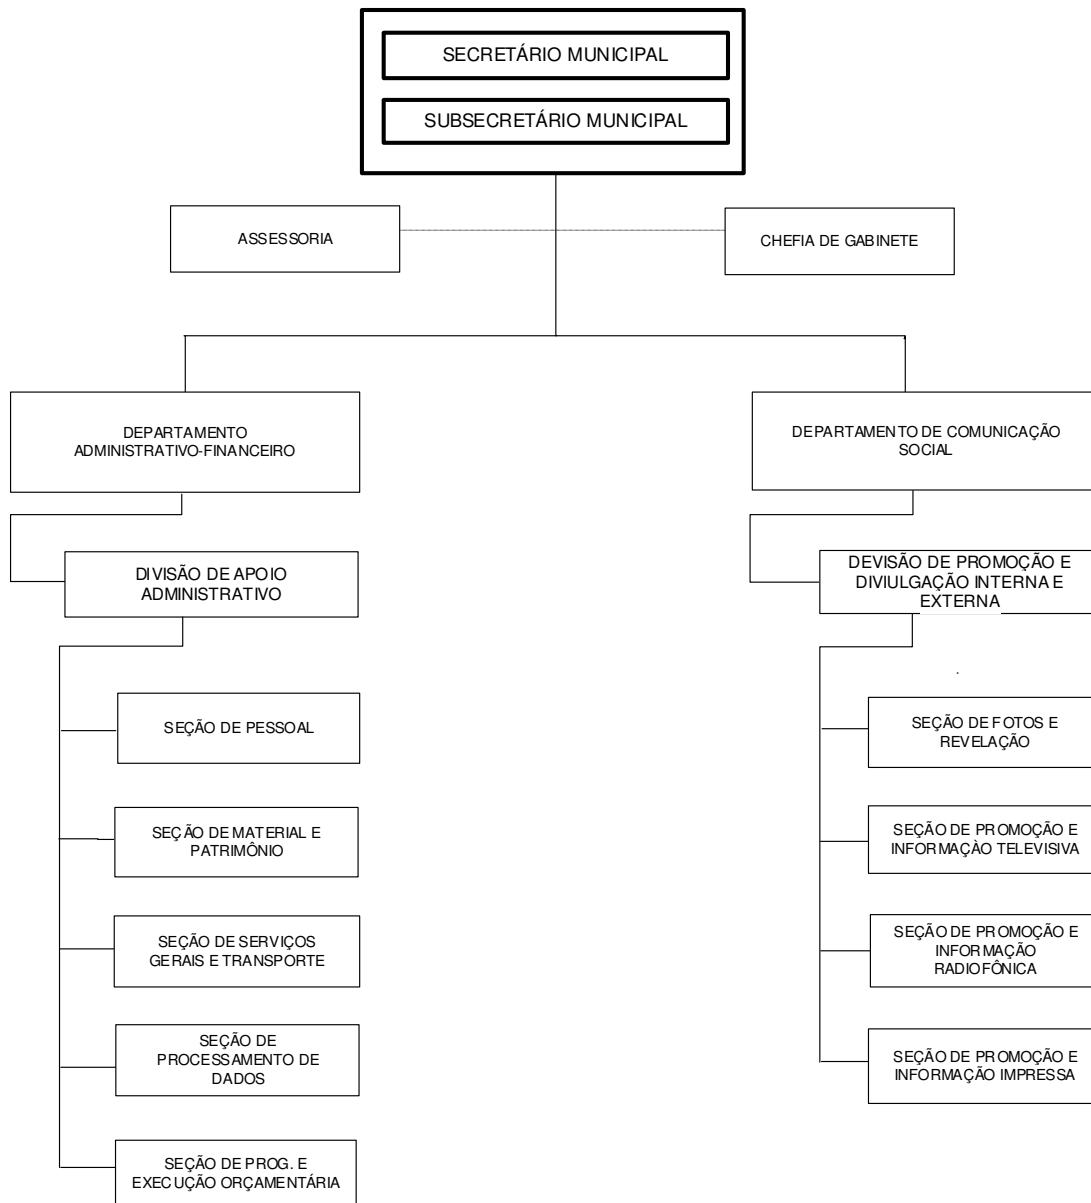 SECRETÁRIO MUNICIPAL
SUBSECRETÁRIO MUNICIPAL
ASSESSORIA
CHEFIA DE GABINETE
DEPARTAMENTO
ADMINISTRATIVO-FINANCEIRO
DEPARTAMENTO DE COMUNICAÇÃO
SOCIAL
DIVISÃO DE APOIO
ADMINISTRATIVO
DEVISÃO DE PROMOÇÃO E
DIVIULGAÇÃO INTERNA E
EXTERNA
SEÇÃO DE PESSOAL
SEÇÃO DE MATERIAL E
PATRIMÔNIO
SEÇÃO DE SERVIÇOS
GERAIS E TRANSPORTE
SEÇÃO DE
PROCESSAMENTO DE
DADOS
SEÇÃO DE PROG. E
EXECUÇÃO ORÇAMENTÁRIA
SEÇÃO DE FOTOS E
REVELAÇÃO
SEÇÃO DE PROMOÇÃO E
INFORMAÇÀO TELEVISIVA
SEÇÃO DE PROMOÇÃO E
INFORMAÇÃO
RADIOFÔNICA
SEÇÃO DE PROMOÇÃO E
INFORMAÇÃO IMPRESSA